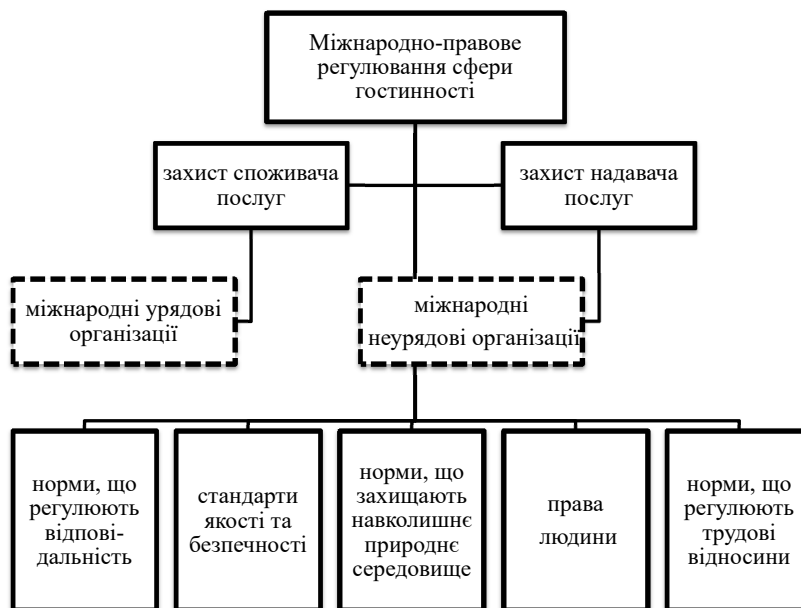 Міжнародно-правове
регулювання сфери
гостинності
захист споживача
послуг
захист надавача
послуг
міжнародні урядові
організації
міжнародні
неурядові організації
норми, що
регулюють
відпові-
дальність
стандарти
якості та
безпечності
норми, що
захищають
навколишнє
природнє
середовище
права
людини
норми, що
регулюють
трудові
відносини